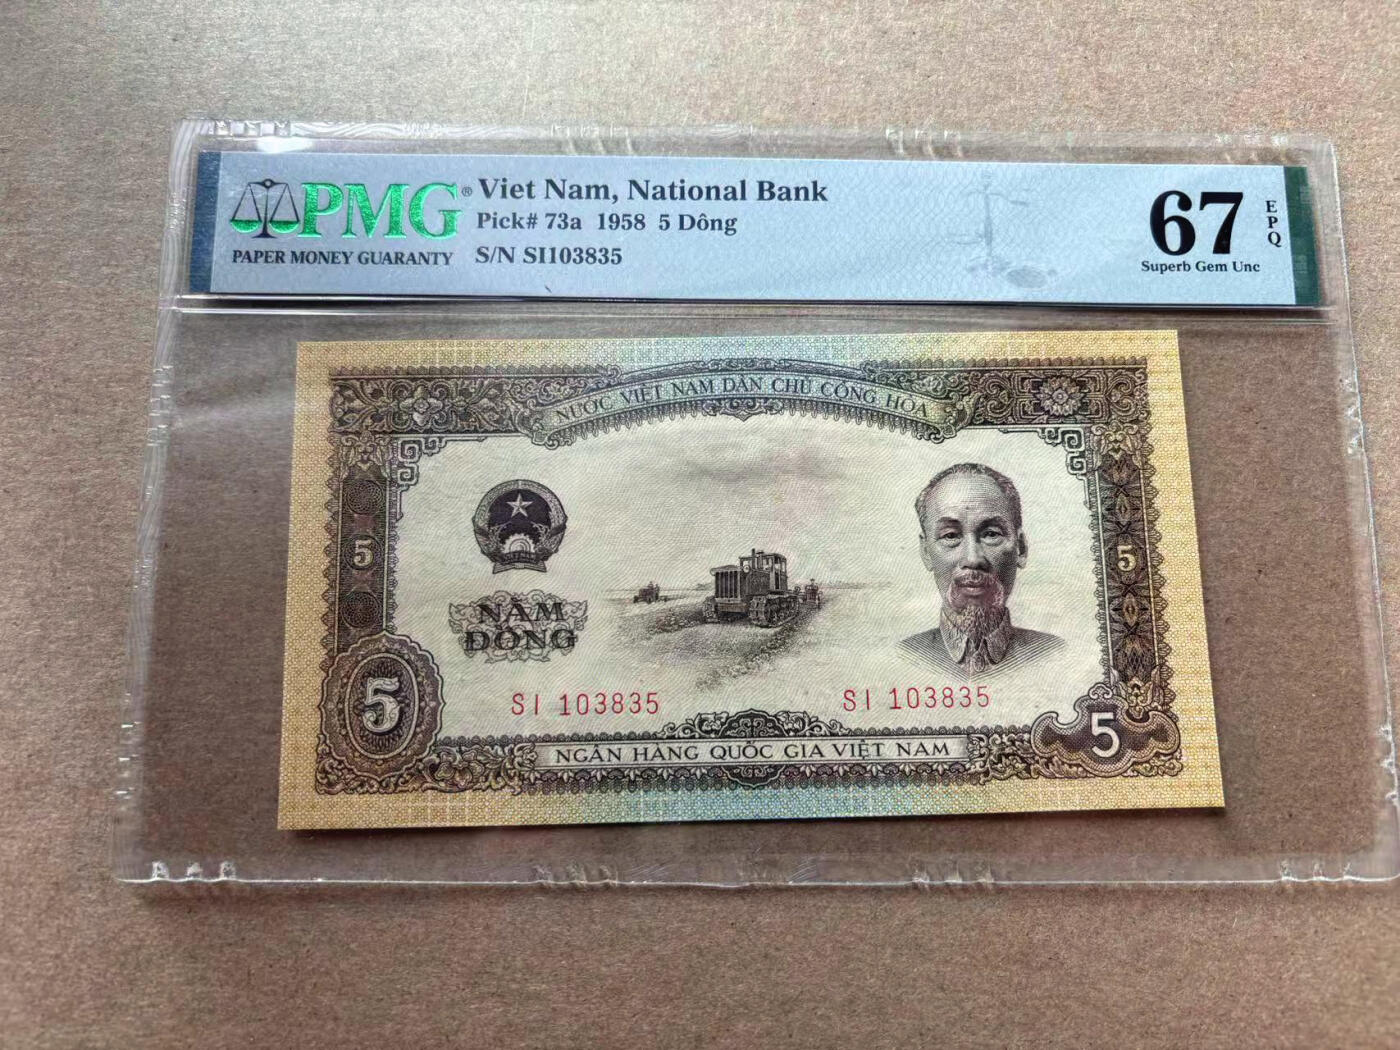 PMG®
PAPER MONEY GUARANTY
Viet Nam, National Bank
Pick# 73a 1958 5 Dông
S/N SI103835
67
EPQ
Superb Gem Unc
NƯỚC VIỆT NAM DÂN CHỦ CỘNG HÒA
5
5
NĂM
ĐỒNG
5
SI 103835
SI 103835
5
NGÂN HÀNG QUỐC GIA VIỆT NAM